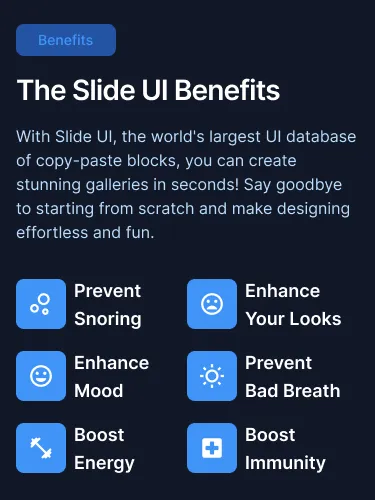 Benefits
The Slide UI Benefits
With Slide UI, the world's largest UI database
of copy-paste blocks, you can create
stunning galleries in seconds! Say goodbye
to starting from scratch and make designing
effortless and fun.
Prevent
Snoring
Enhance
Your Looks
Enhance
Mood
Prevent
Bad Breath
Boost
Energy
Boost
Immunity